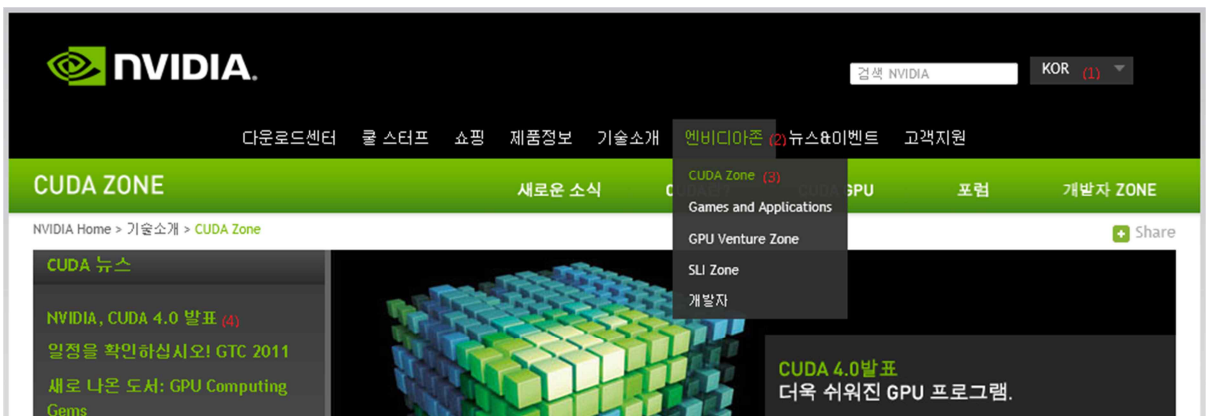 NVIDIA.
검색 NVIDIA
KOR (1)
다운로드센터 쿨 스터프 쇼핑 제품정보 기술소개 엔비디아존 (2) 뉴스&이벤트 고객지원
CUDA ZONE
새로운 소식
GPU
포럼
개발자 ZONE
CUDA Zone (3)
Games and Applications
GPU Venture Zone
SLI Zone
개발자
NVIDIA Home > 기술소개 > CUDA Zone
Share
CUDA 뉴스
NVIDIA, CUDA 4.0 발표 (4)
일정을 확인하십시오! GTC 2011
새로 나온 도서: GPU Computing
Gems
CUDA 4.0발표
더욱 쉬워진 GPU 프로그램.